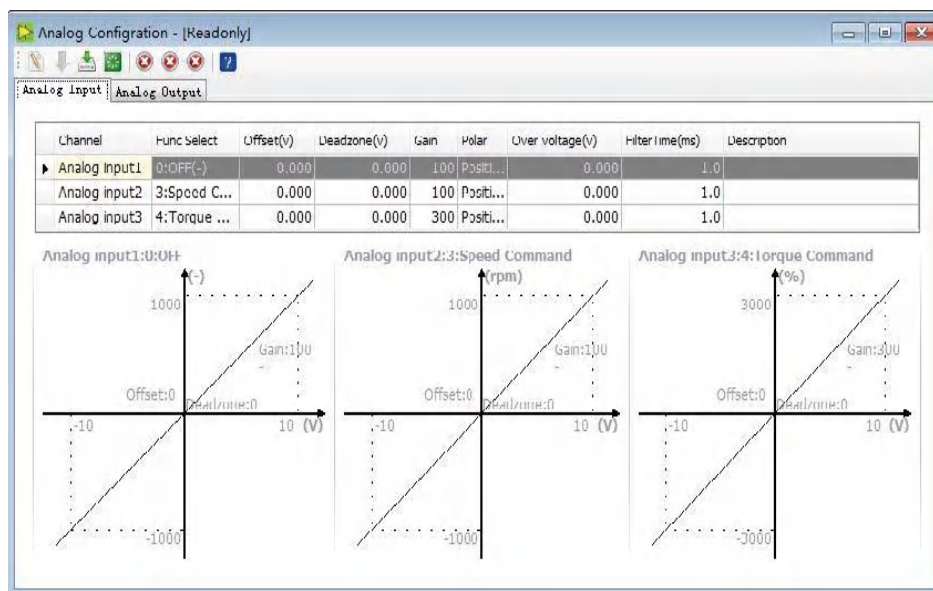 Analog Configration - [Readonly]
Analog Input Analog Output
Channel Func Select Offset(V) Deadzone(V) Gain Polar Over Voltage(V) FilterTime(ms) Description
Analog input1 0:OFF(-) 0.000 0.000 100 Positi... 0.000 1.0
Analog input2 3:Speed C... 0.000 0.000 100 Positi... 0.000 1.0
Analog input3 4:Torque ... 0.000 0.000 300 Positi... 0.000 1.0
Analog input1:0:OFF Analog input2:3:Speed Command Analog input3:4:Torque Command
(-) (rpm) (%)
1000 1000 3000
Gain:100 Gain:100 Gain:300
Offset:0 Offset:0 Offset:0
Deadzone:0 Deadzone:0 Deadzone:0
-10 10 (V) -10 10 (V) -10 10 (V)
-1000 -1000 -3000